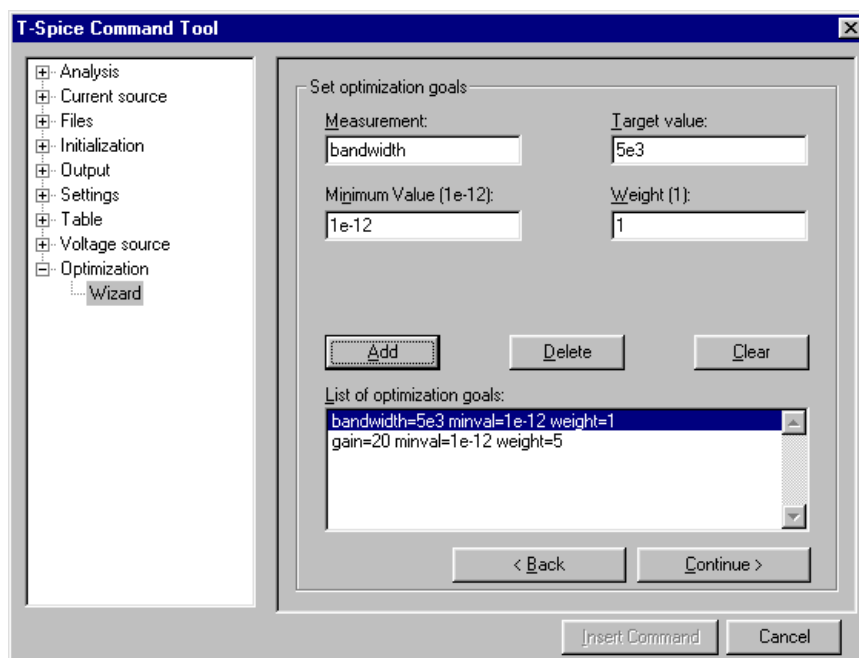 T-Spice Command Tool
Analysis
Current source
Files
Initialization
Output
Settings
Table
Voltage source
Optimization
Wizard
Set optimization goals
Measurement: Target value:
bandwidth 5e3
Minimum Value (1e-12): Weight (1):
1e-12 1
Add Delete Clear
List of optimization goals:
bandwidth=5e3 minval=1e-12 weight=1
gain=20 minval=1e-12 weight=5
< Back Continue >
Insert Command Cancel